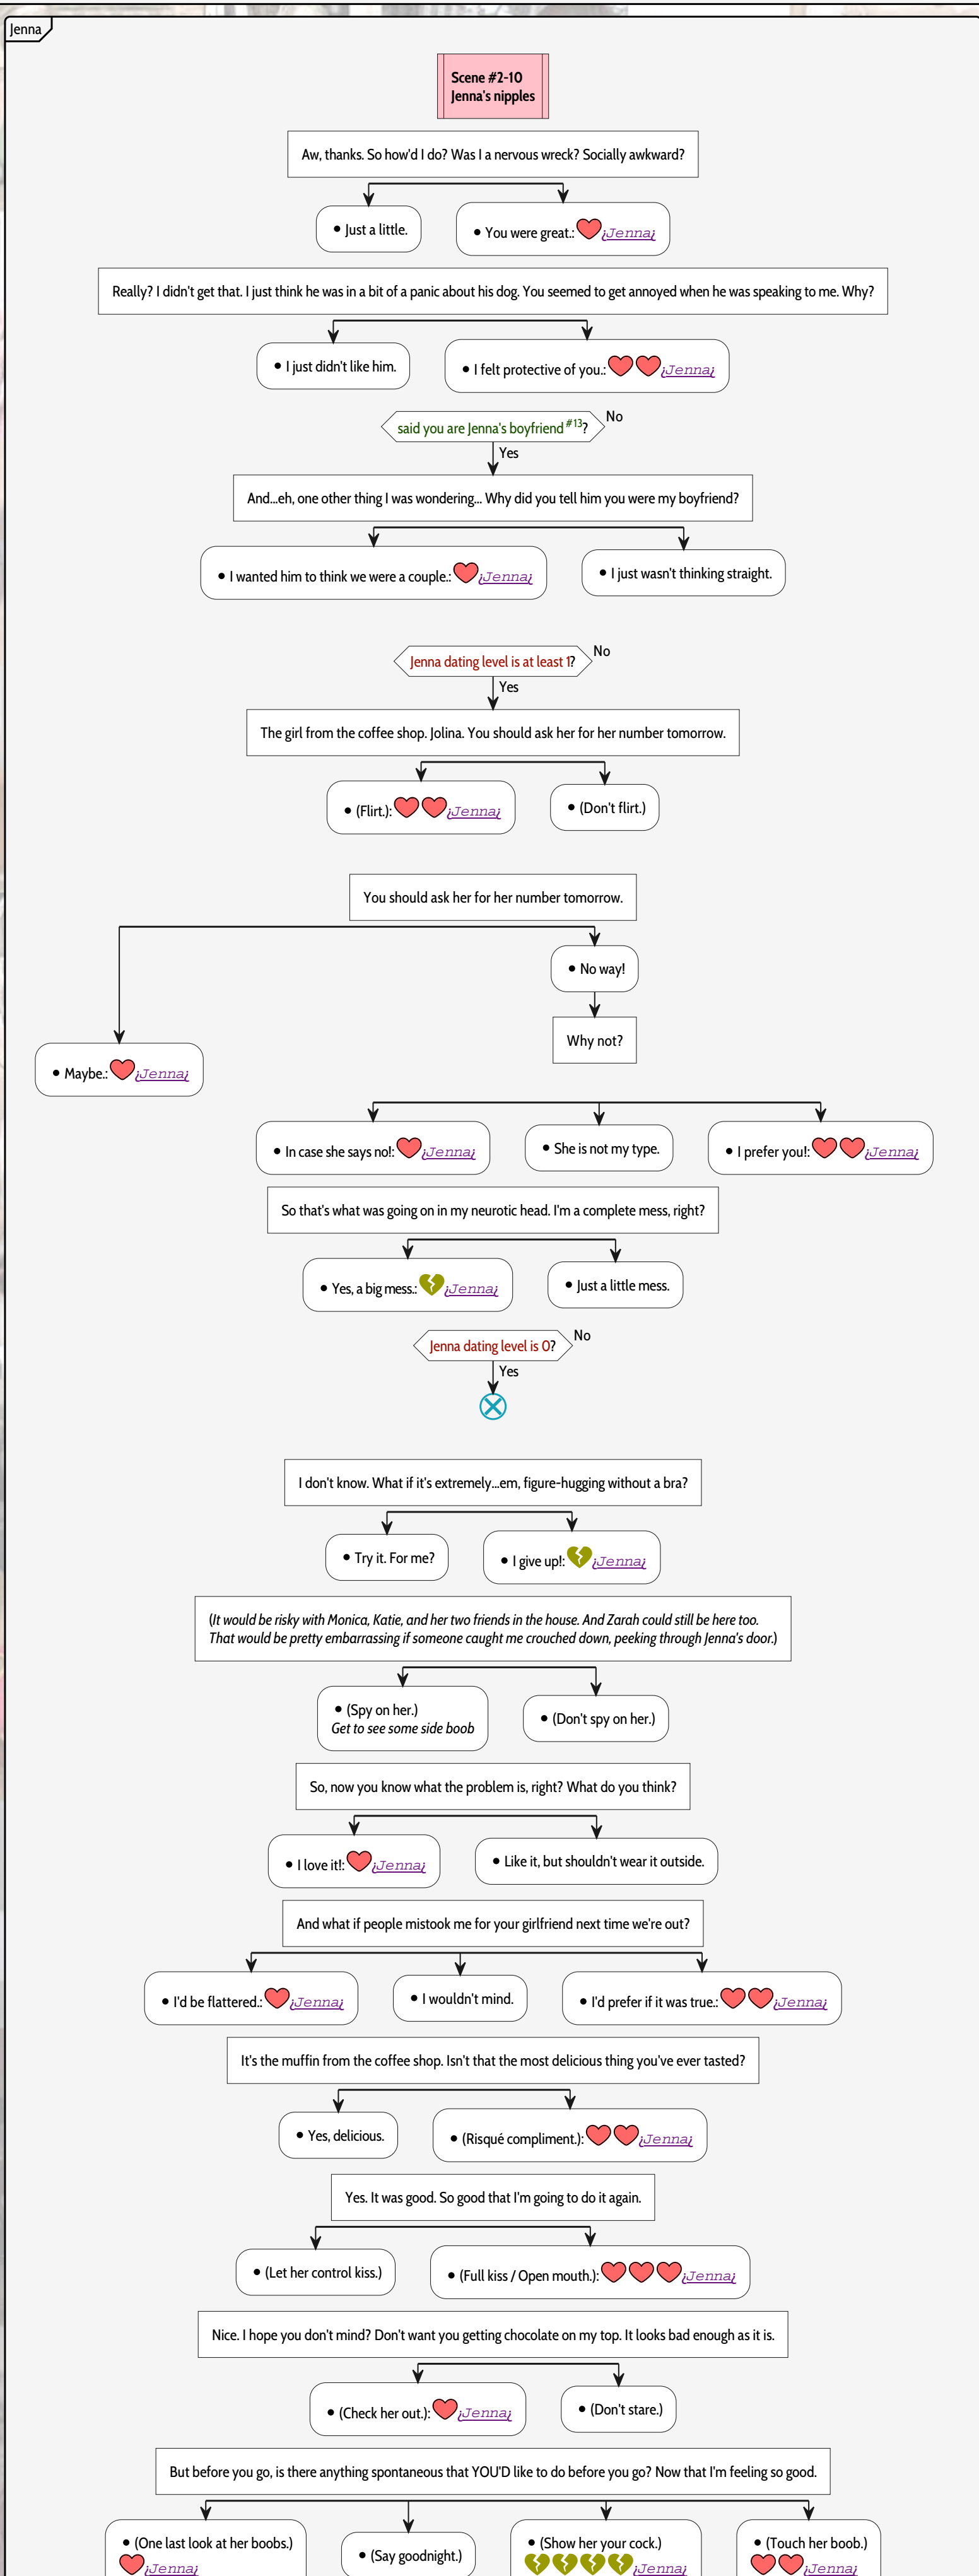 Jenna
Scene #2-10
Jenna's nipples
Aw, thanks. So how'd I do? Was I a nervous wreck? Socially awkward?
• Just a little.
• You were great.: ¿Jenna¿
Really? I didn't get that. I just think he was in a bit of a panic about his dog. You seemed to get annoyed when he was speaking to me. Why?
• I just didn't like him.
• I felt protective of you.: ¿Jenna¿
said you are Jenna's boyfriend #13?
No
Yes
And...eh, one other thing I was wondering... Why did you tell him you were my boyfriend?
• I wanted him to think we were a couple.: ¿Jenna¿
• I just wasn't thinking straight.
Jenna dating level is at least 1?
No
Yes
The girl from the coffee shop. Jolina. You should ask her for her number tomorrow.
• (Flirt.): ¿Jenna¿
• (Don't flirt.)
You should ask her for her number tomorrow.
• No way!
Why not?
• Maybe.: ¿Jenna¿
• In case she says no!: ¿Jenna¿
• She is not my type.
• I prefer you!: ¿Jenna¿
So that's what was going on in my neurotic head. I'm a complete mess, right?
• Yes, a big mess.: ¿Jenna¿
• Just a little mess.
Jenna dating level is 0?
No
Yes
I don't know. What if it's extremely...em, figure-hugging without a bra?
• Try it. For me?
• I give up!: ¿Jenna¿
(It would be risky with Monica, Katie, and her two friends in the house. And Zarah could still be here too.
That would be pretty embarrassing if someone caught me crouched down, peeking through Jenna's door.)
• (Spy on her.)
Get to see some side boob
• (Don't spy on her.)
So, now you know what the problem is, right? What do you think?
• I love it!: ¿Jenna¿
• Like it, but shouldn't wear it outside.
And what if people mistook me for your girlfriend next time we're out?
• I'd be flattered.: ¿Jenna¿
• I wouldn't mind.
• I'd prefer if it was true.: ¿Jenna¿
It's the muffin from the coffee shop. Isn't that the most delicious thing you've ever tasted?
• Yes, delicious.
• (Risqué compliment.): ¿Jenna¿
Yes. It was good. So good that I'm going to do it again.
• (Let her control kiss.)
• (Full kiss / Open mouth.): ¿Jenna¿
Nice. I hope you don't mind? Don't want you getting chocolate on my top. It looks bad enough as it is.
• (Check her out.): ¿Jenna¿
• (Don't stare.)
But before you go, is there anything spontaneous that YOU'D like to do before you go? Now that I'm feeling so good.
• (One last look at her boobs.)
¿Jenna¿
• (Say goodnight.)
• (Show her your cock.)
¿Jenna¿
• (Touch her boob.)
¿Jenna¿